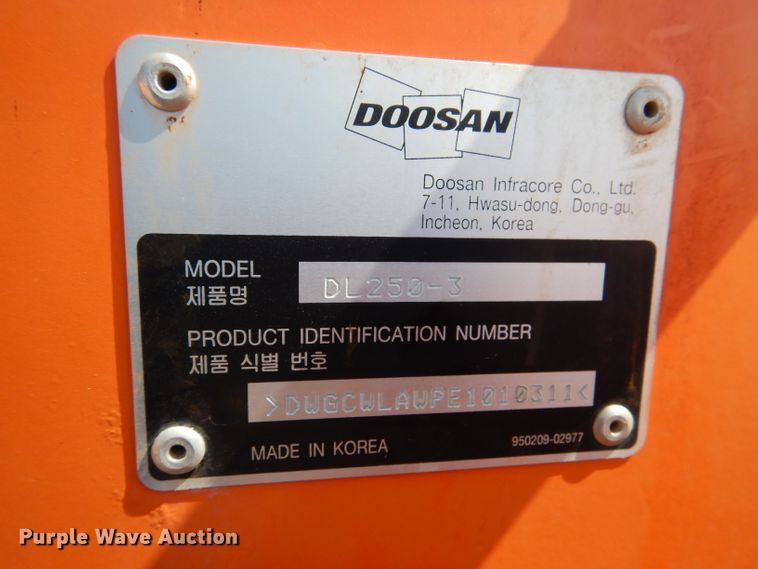 DOOSAN
Doosan Infracore Co., Ltd.
7-11, Hwasu-dong, Dong-gu,
Incheon, Korea
MODEL
제품명
DL250-3
PRODUCT IDENTIFICATION NUMBER
제품 식별 번호
>DWGCWLAWPE1010311<
MADE IN KOREA
950209-02977
Purple Wave Auction